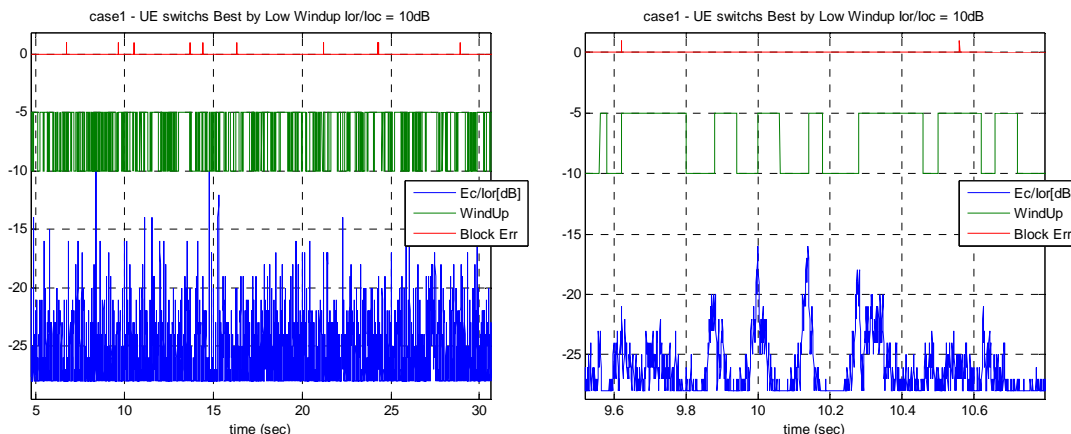 case1 - UE switchs Best by Low Windup Ior/Ioc = 10dB
0
-5
-10
-15
-20
-25
5
10
15
20
25
30
time (sec)
Ec/Ior[dB]
WindUp
Block Err
case1 - UE switchs Best by Low Windup Ior/Ioc = 10dB
0
-5
-10
-15
-20
-25
9.6
9.8
10
10.2
10.4
10.6
time (sec)
Ec/Ior[dB]
WindUp
Block Err